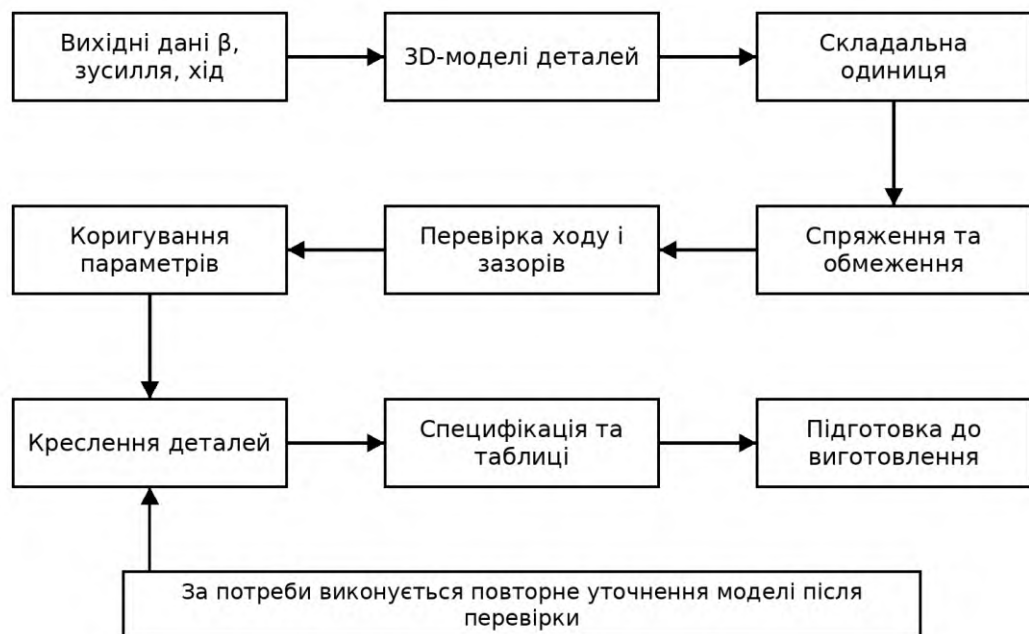 Вихідні дані β,
зусилля, хід
3D-моделі деталей
Складальна
одиниця
Спряження та
обмеження
Перевірка ходу і
зазорів
Коригування
параметрів
Креслення деталей
Специфікація та
таблиці
Підготовка до
виготовлення
За потреби виконується повторне уточнення моделі після
перевірки